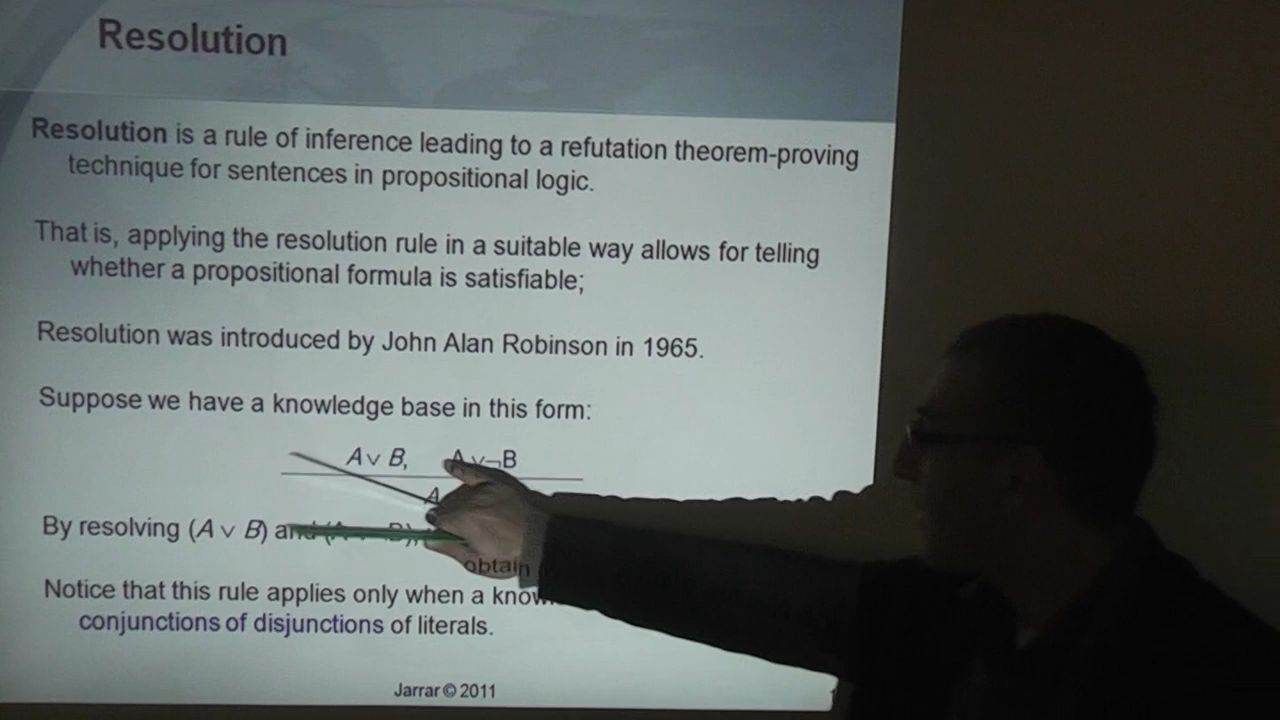 Resolution
Resolution is a rule of inference leading to a refutation theorem-proving
technique for sentences in propositional logic.
That is, applying the resolution rule in a suitable way allows for telling
whether a propositional formula is satisfiable;
Resolution was introduced by John Alan Robinson in 1965.
Suppose we have a knowledge base in this form:
A∨ B, A∨¬B
A
By resolving (A ∨ B) and
obtain
Notice that this rule applies only when a
conjunctions of disjunctions of literals.
Jarrar © 2011